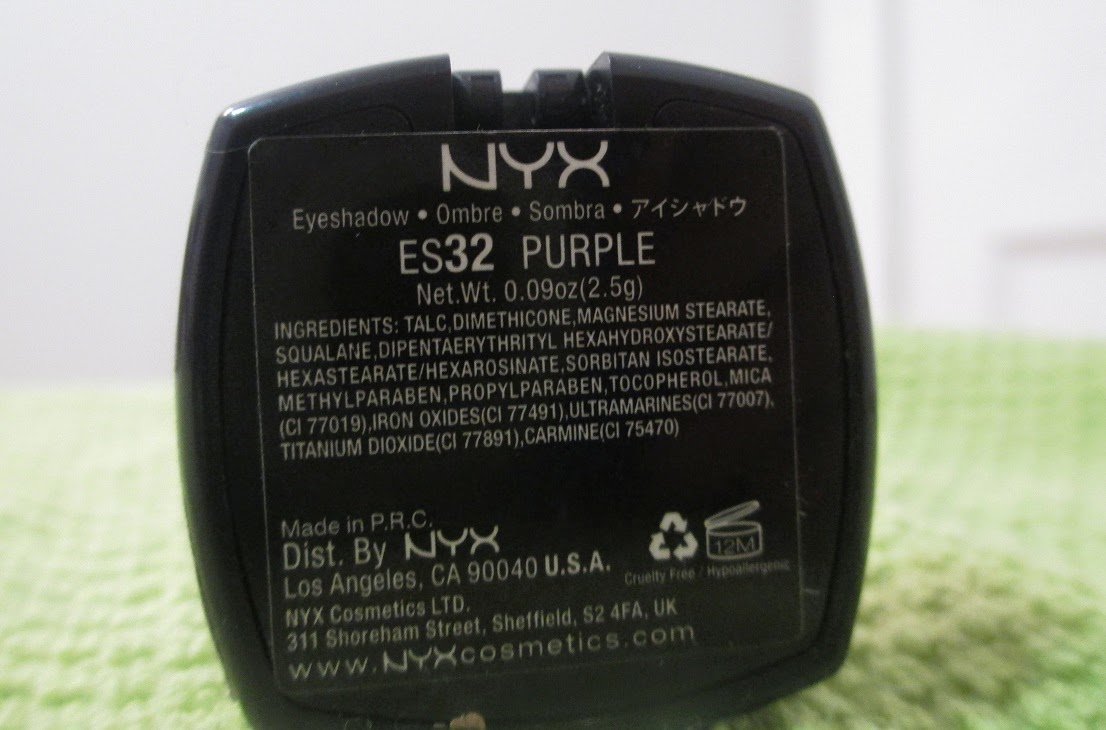 NYX
Eyeshadow • Ombre • Sombra • アイシャドウ
ES32 PURPLE
Net.Wt. 0.09oz(2.5g)
INGREDIENTS: TALC,DIMETHICONE,MAGNESIUM STEARATE,
SQUALANE,DIPENTAERYTHRITYL HEXAHYDROXYSTEARATE/
HEXASTEARATE/HEXAROSINATE,SORBITAN ISOSTEARATE,
METHYLPARABEN,PROPYLPARABEN,TOCOPHEROL,MICA
(CI 77019),IRON OXIDES(CI 77491),ULTRAMARINES(CI 77007),
TITANIUM DIOXIDE(CI 77891),CARMINE(CI 75470)
Made in P.R.C.
Dist. By NYX
Los Angeles, CA 90040 U.S.A.
12M
Cruelty Free / Hypoallergenic
NYX Cosmetics LTD.
311 Shoreham Street, Sheffield, S2 4FA, UK
www.NYXcosmetics.com